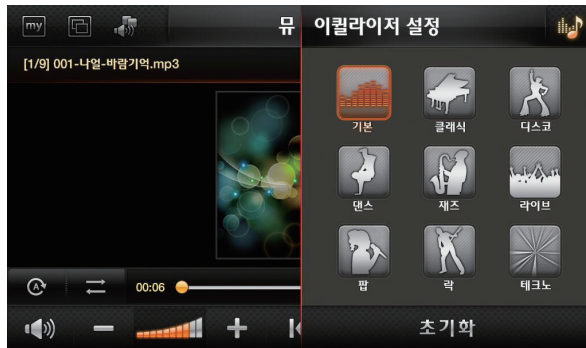 my
뮤
이퀄라이저 설정
[1/9] 001-나얼-바람기억.mp3
기본
클래식
디스코
댄스
재즈
라이브
팝
락
테크노
A
00:06
초기화